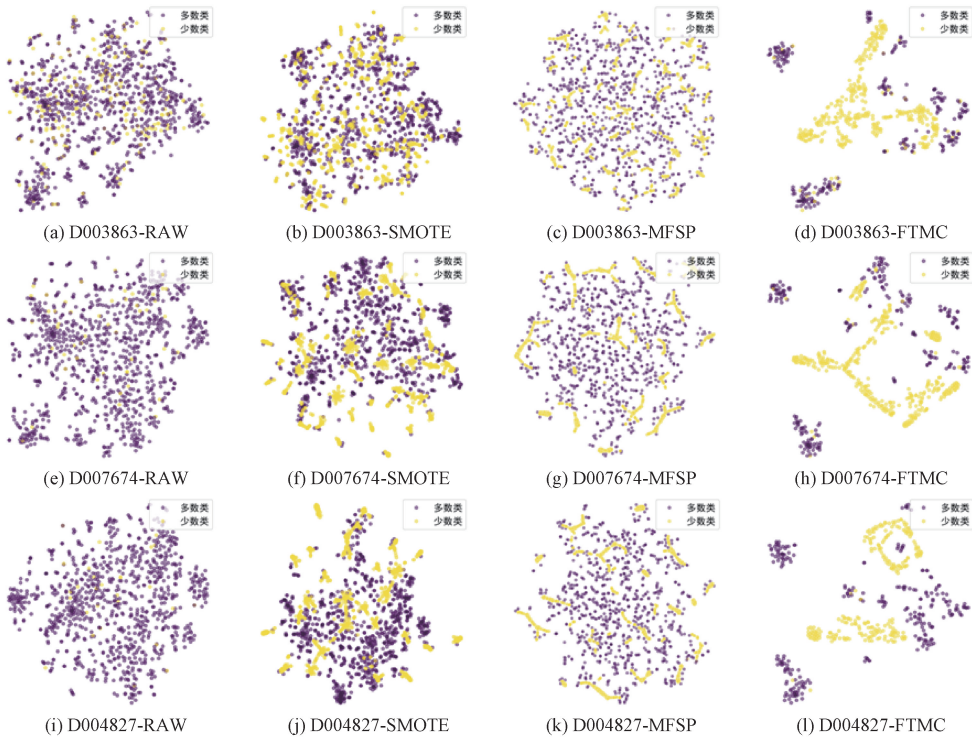 多数类 多数类 多数类 多数类
少数类 少数类 少数类 少数类
(a) D003863-RAW (b) D003863-SMOTE (c) D003863-MFSP (d) D003863-FTMC
多数类 多数类 多数类 多数类
少数类 少数类 少数类 少数类
(e) D007674-RAW (f) D007674-SMOTE (g) D007674-MFSP (h) D007674-FTMC
多数类 多数类 多数类 多数类
少数类 少数类 少数类 少数类
(i) D004827-RAW (j) D004827-SMOTE (k) D004827-MFSP (l) D004827-FTMC